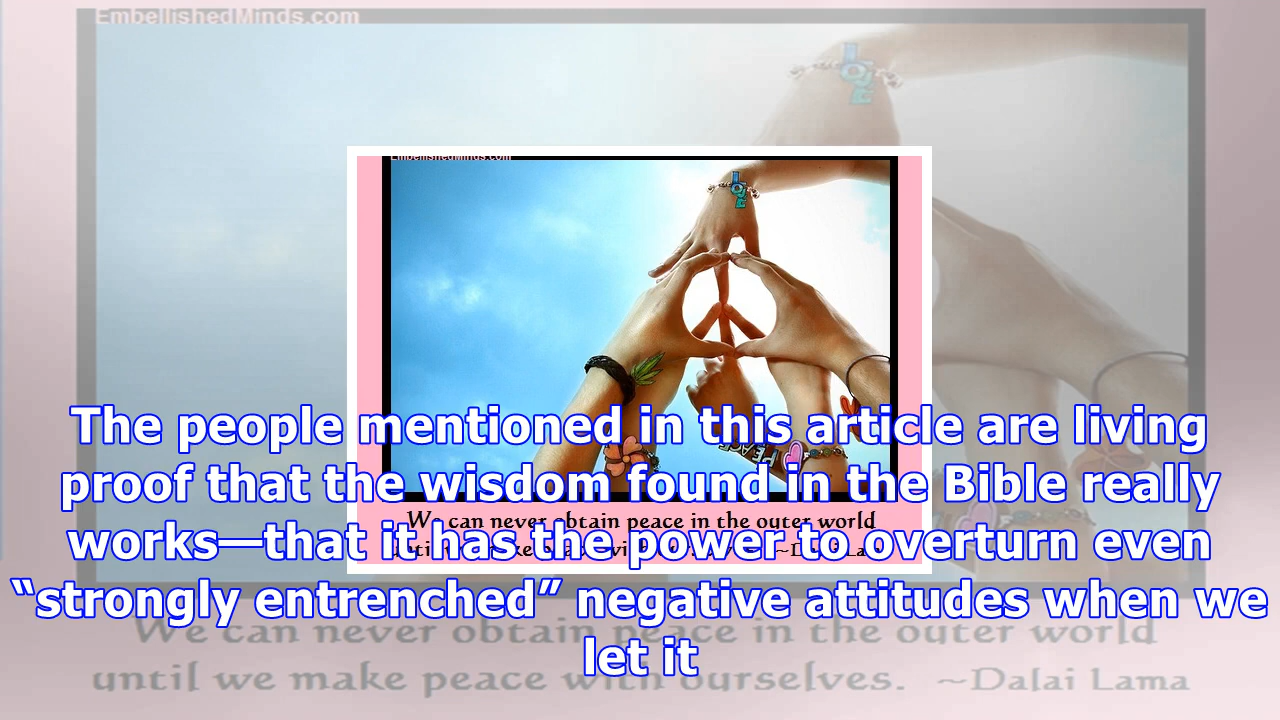 EmbellishedMinds.com
EmbellishedMinds.com
LOVE
LOVE
PEACE
The people mentioned in this article are living
proof that the wisdom found in the Bible really
works—that it has the power to overturn even
“strongly entrenched” negative attitudes when we
let it
We can never obtain peace in the outer world
We can never obtain peace in the outer world
until we make peace with ourselves. ~Dalai Lama